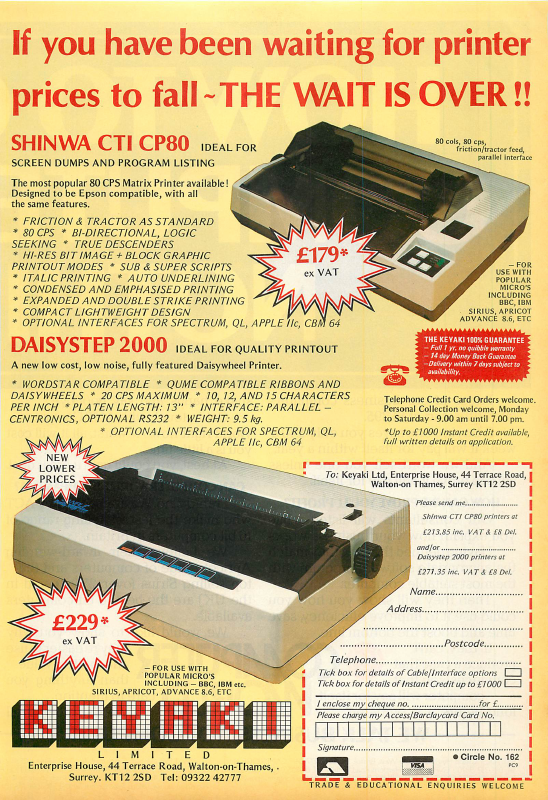 If you have been waiting for printer
prices to fall ~ THE WAIT IS OVER !!
SHINWA CTI CP80 IDEAL FOR
SCREEN DUMPS AND PROGRAM LISTING
The most popular 80 CPS Matrix Printer available!
Designed to be Epson compatible, with all
the same features.
* FRICTION & TRACTOR AS STANDARD
* 80 CPS * BI-DIRECTIONAL, LOGIC
SEEKING * TRUE DESCENDERS
* HI-RES BIT IMAGE + BLOCK GRAPHIC
PRINTOUT MODES * SUB & SUPER SCRIPTS
* ITALIC PRINTING * AUTO UNDERLINING
* CONDENSED AND EMPHASISED PRINTING
* EXPANDED AND DOUBLE STRIKE PRINTING
* COMPACT LIGHTWEIGHT DESIGN
* OPTIONAL INTERFACES FOR SPECTRUM, QL, APPLE IIc, CBM 64
80 cols, 80 cps,
friction/tractor feed,
parallel interface
£179*
ex VAT
– FOR
USE WITH
POPULAR
MICRO'S
INCLUDING
BBC, IBM
SIRIUS, APRICOT
ADVANCE 8.6, ETC
THE KEYAKI 100% GUARANTEE
– Full 1 yr. no quibble warranty
– 14 day Money Back Guarantee
– Delivery within 7 days subject to
availability.
DAISYSTEP 2000 IDEAL FOR QUALITY PRINTOUT
A new low cost, low noise, fully featured Daisywheel Printer.
* WORDSTAR COMPATIBLE * QUME COMPATIBLE RIBBONS AND
DAISYWHEELS * 20 CPS MAXIMUM * 10, 12, AND 15 CHARACTERS
PER INCH * PLATEN LENGTH: 13" * INTERFACE: PARALLEL –
CENTRONICS, OPTIONAL RS232 * WEIGHT: 9.5 kg.
* OPTIONAL INTERFACES FOR SPECTRUM, QL,
APPLE IIc, CBM 64
Telephone Credit Card Orders welcome.
Personal Collection welcome, Monday
to Saturday - 9.00 am until 7.00 pm.
*Up to £1000 Instant Credit available,
full written details on application.
NEW
LOWER
PRICES
£229*
ex VAT
– FOR USE WITH
POPULAR MICRO'S
INCLUDING – BBC, IBM etc.
SIRIUS, APRICOT, ADVANCE 8.6, ETC
To: Keyaki Ltd, Enterprise House, 44 Terrace Road,
Walton-on Thames, Surrey KT12 2SD
Please send me..................
Shinwa CTI CP80 printers at
£213.85 inc. VAT & £8 Del.
and/or ..........................
Daisystep 2000 printers at
£271.35 inc. VAT & £8 Del.
Name............................
Address............................
Postcode............
Telephone............................
Tick box for details of Cable/Interface options
Tick box for details of Instant Credit up to £1000
I enclose my cheque no. ......................for £..........
Please charge my Access/Barclaycard Card No.
Signature............................
VISA
• Circle No. 162
PC9
KEYAKI
LIMITED
Enterprise House, 44 Terrace Road, Walton-on-Thames,
Surrey. KT12 2SD Tel: 09322 42777
TRADE & EDUCATIONAL ENQUIRIES WELCOME